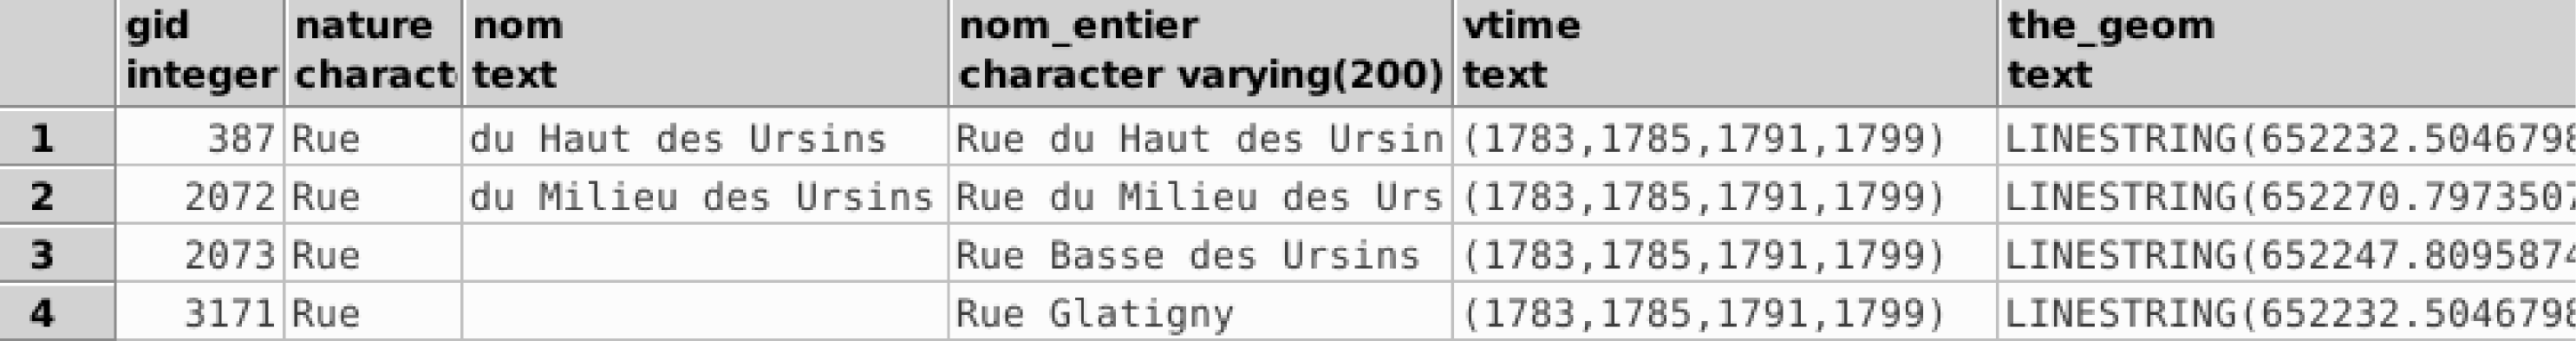 gid nature nom nom_entier vtime the_geom
integer charact text character varying(200) text text
1 387 Rue du Haut des Ursins Rue du Haut des Ursin (1783,1785,1791,1799) LINESTRING(652232.5046798
2 2072 Rue du Milieu des Ursins Rue du Milieu des Urs (1783,1785,1791,1799) LINESTRING(652270.7973507
3 2073 Rue Rue Basse des Ursins (1783,1785,1791,1799) LINESTRING(652247.8095874
4 3171 Rue Rue Glatigny (1783,1785,1791,1799) LINESTRING(652232.5046798